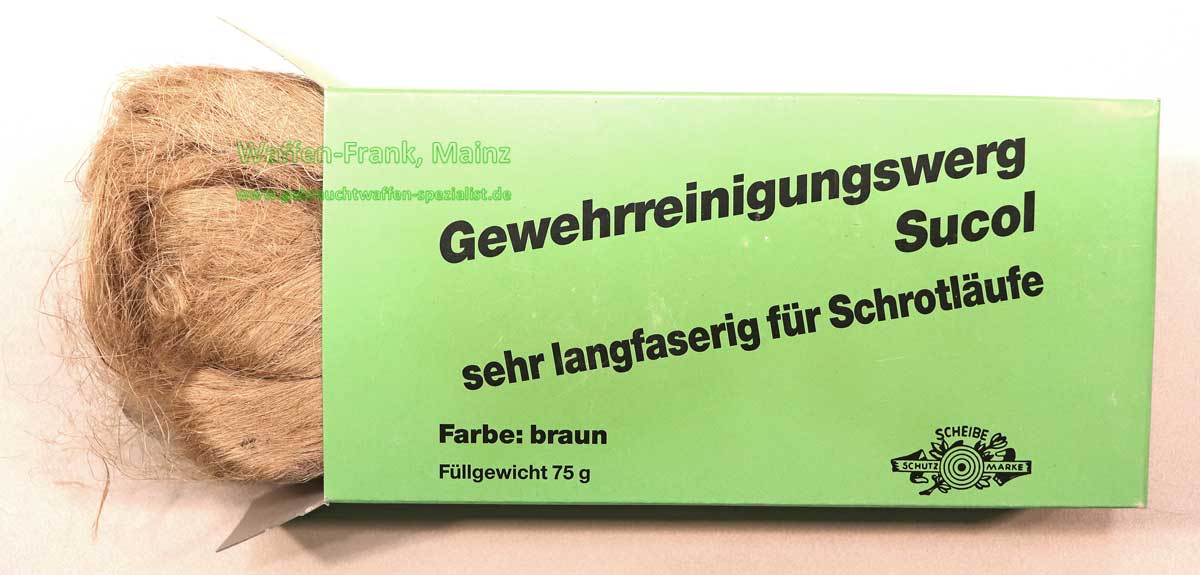 Waffen-Frank, Mainz
www.gebrauchtwaffen-spezialist.de
Gewehrreinigungswerg
Sucol
sehr langfaserig für Schrotläufe
Farbe: braun
Füllgewicht 75 g
SCHEIBE
SCHUTZ MARKE